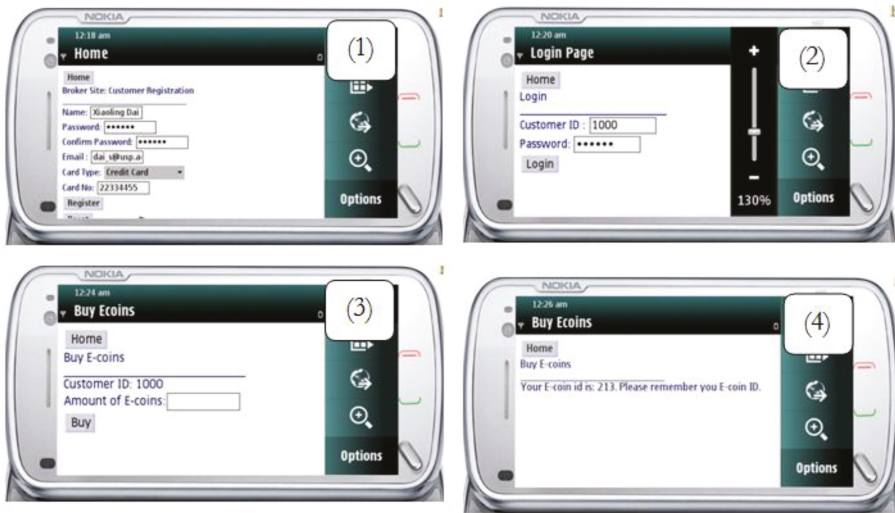 NOKIA
(1)
12:18 am
Home
Home
Broker Site: Customer Registration
Name: Xiaoling Dai
Password: ••••••
Confirm Password: ••••••
Email : dai_s@usp.a
Card Type: Credit Card
Card No: 22334455
Register
Options
NOKIA
(2)
12:20 am
Login Page
Home
Login
Customer ID : 1000
Password: ••••••
Login
+
–
130%
Options
NOKIA
(3)
12:24 am
Buy Ecoins
Home
Buy E-coins
Customer ID: 1000
Amount of E-coins:
Buy
Options
NOKIA
(4)
12:26 am
Buy Ecoins
Home
Buy E-coins
Your E-coin id is: 213. Please remember you E-coin ID.
Options